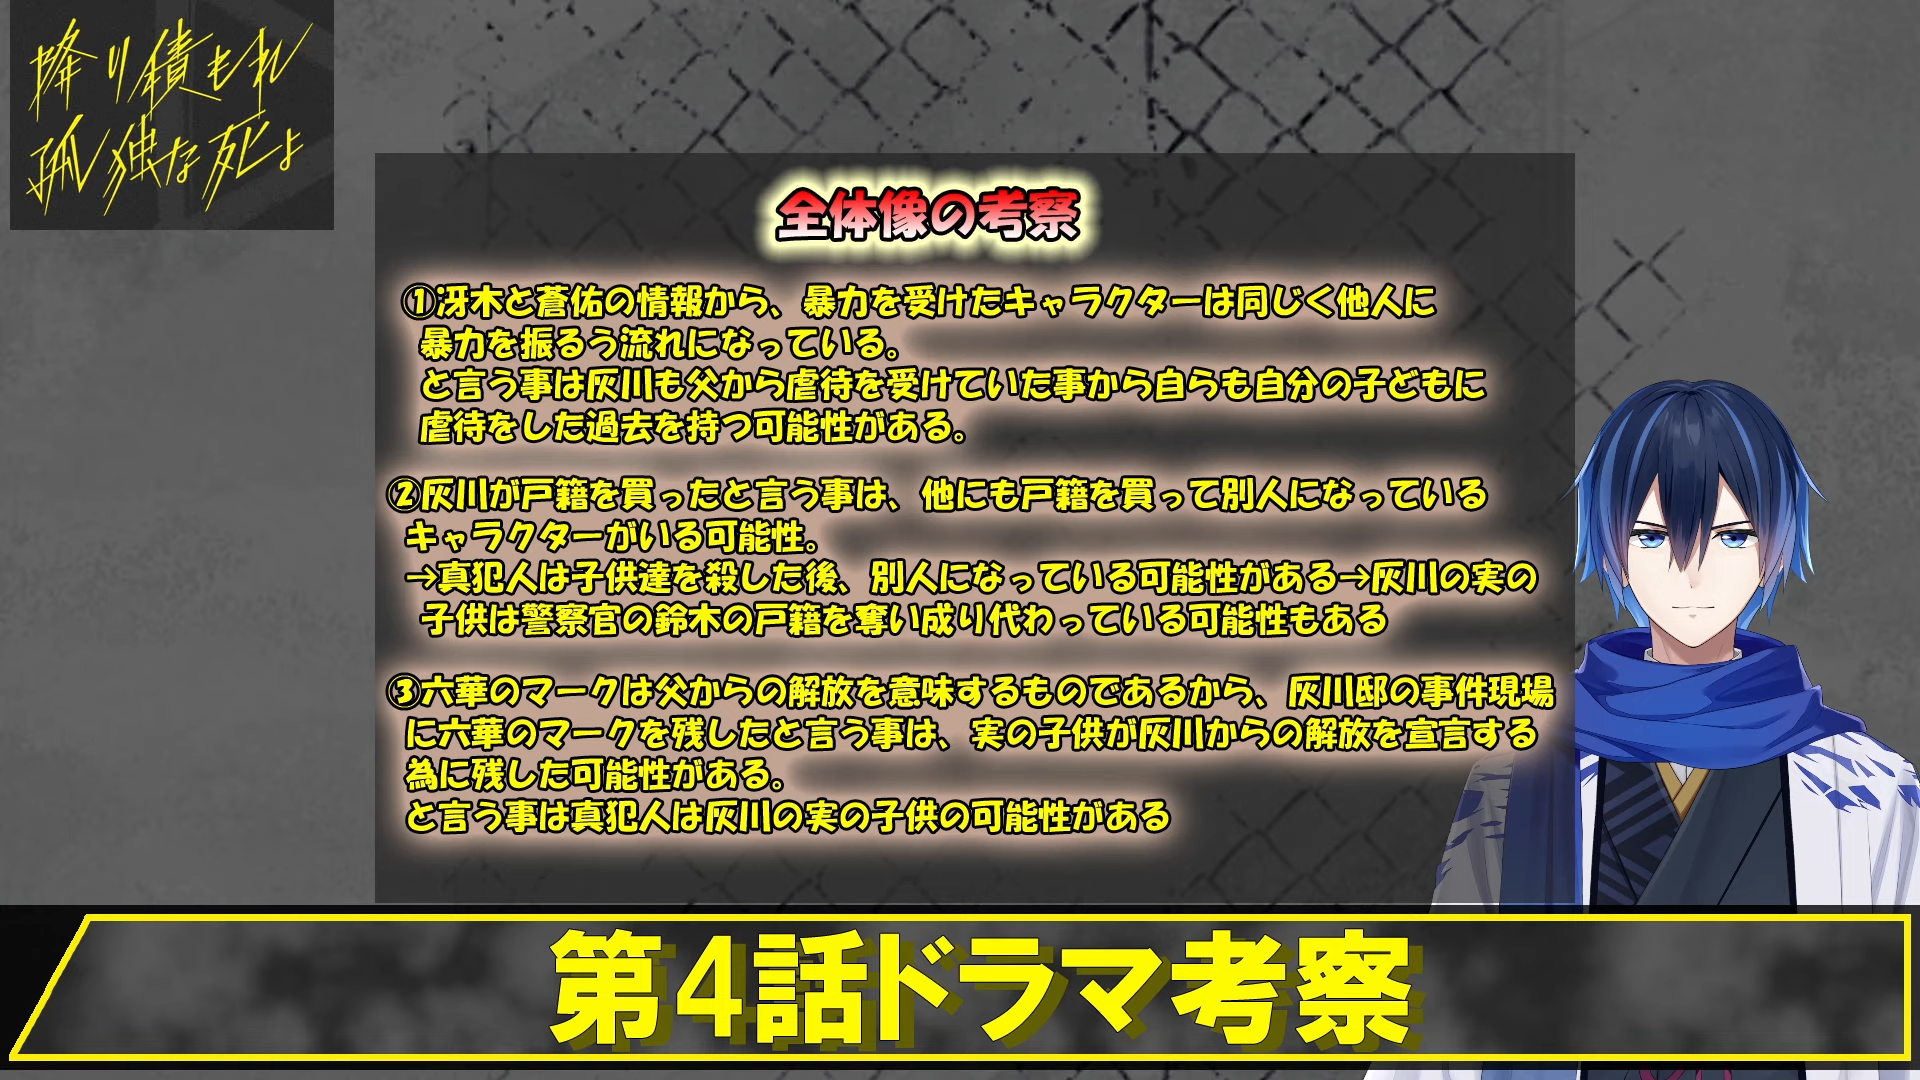 降り積もれ
孤独な死よ
全体像の考察
①冴木と蒼佑の情報から、暴力を受けたキャラクターは同じく他人に
暴力を振るう流れになっている。
と言う事は灰川も父から虐待を受けていた事から自らも自分の子どもに
虐待をした過去を持つ可能性がある。
②灰川が戸籍を買ったと言う事は、他にも戸籍を買って別人になっている
キャラクターがいる可能性。
→真犯人は子供達を殺した後、別人になっている可能性がある→灰川の実の
子供は警察官の鈴木の戸籍を奪い成り代わっている可能性もある
③六華のマークは父からの解放を意味するものであるから、灰川邸の事件現場
に六華のマークを残したと言う事は、実の子供が灰川からの解放を宣言する
為に残した可能性がある。
と言う事は真犯人は灰川の実の子供の可能性がある
第4話ドラマ考察